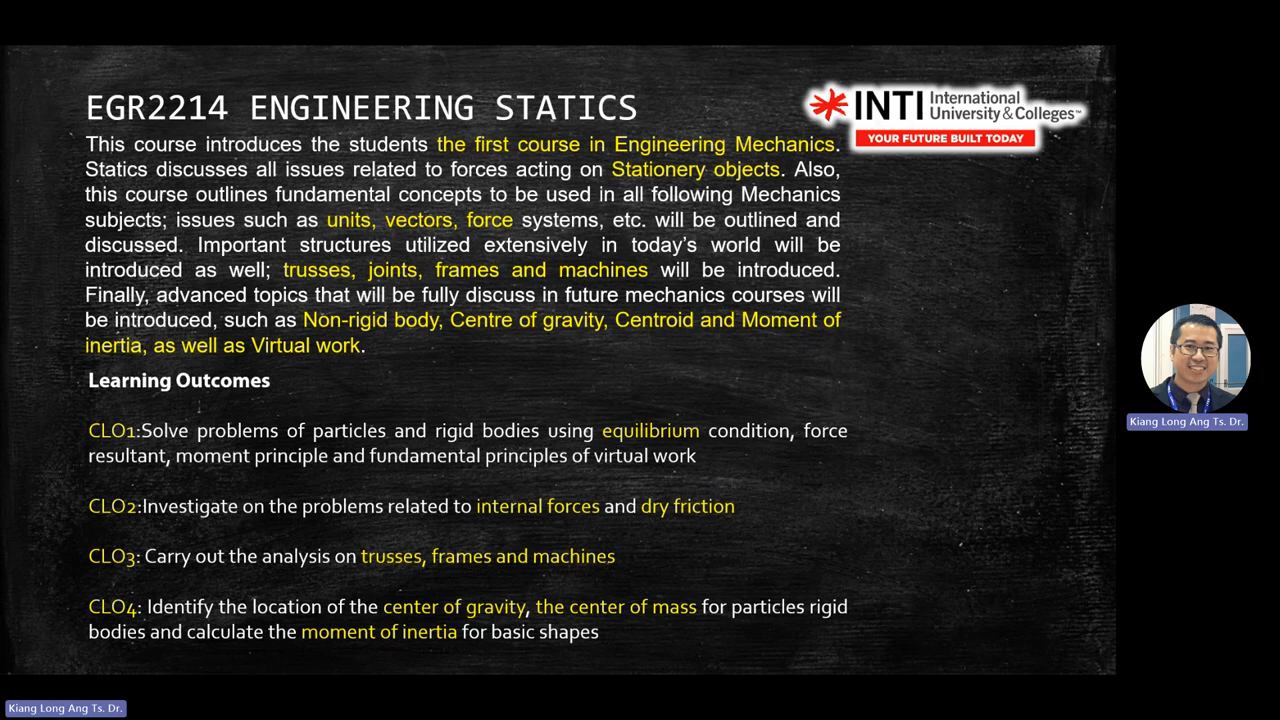 EGR2214 ENGINEERING STATICS
INTI International
University & Colleges™
YOUR FUTURE BUILT TODAY
This course introduces the students the first course in Engineering Mechanics.
Statics discusses all issues related to forces acting on Stationery objects. Also,
this course outlines fundamental concepts to be used in all following Mechanics
subjects; issues such as units, vectors, force systems, etc. will be outlined and
discussed. Important structures utilized extensively in today's world will be
introduced as well; trusses, joints, frames and machines will be introduced.
Finally, advanced topics that will be fully discuss in future mechanics courses will
be introduced, such as Non-rigid body, Centre of gravity, Centroid and Moment of
inertia, as well as Virtual work.
Learning Outcomes
CLO1:Solve problems of particles and rigid bodies using equilibrium condition, force
resultant, moment principle and fundamental principles of virtual work
CLO2:Investigate on the problems related to internal forces and dry friction
CLO3: Carry out the analysis on trusses, frames and machines
CLO4: Identify the location of the center of gravity, the center of mass for particles rigid
bodies and calculate the moment of inertia for basic shapes
Kiang Long Ang Ts. Dr.
Kiang Long Ang Ts. Dr.